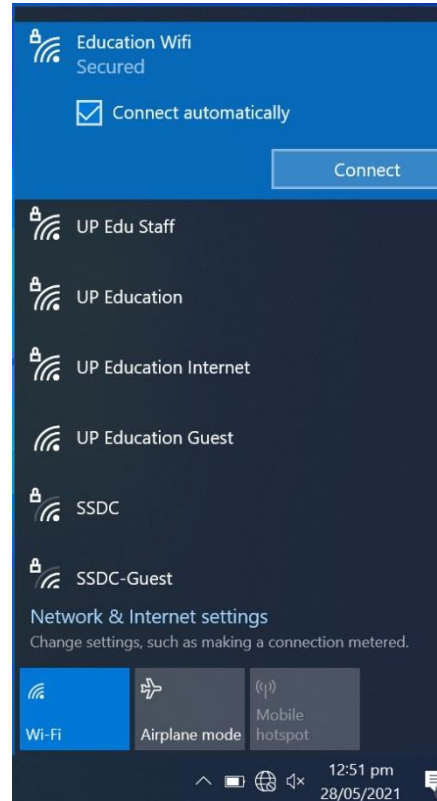 Education Wifi
Secured
Connect automatically
Connect
UP Edu Staff
UP Education
UP Education Internet
UP Education Guest
SSDC
SSDC-Guest
Network & Internet settings
Change settings, such as making a connection metered.
Wi-Fi
Airplane mode
Mobile
hotspot
12:51 pm
28/05/2021